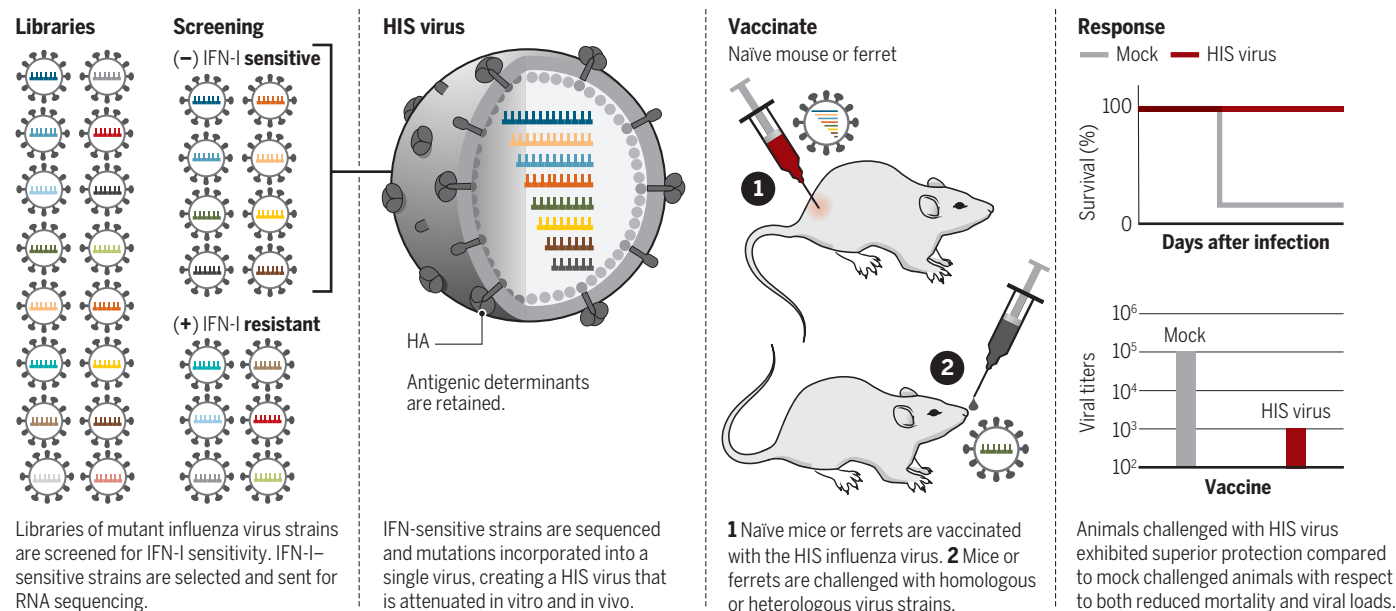 Libraries
Screening
(–) IFN-I sensitive
(+) IFN-I resistant
Libraries of mutant influenza virus strains
are screened for IFN-I sensitivity. IFN-I–
sensitive strains are selected and sent for
RNA sequencing.
HIS virus
HA
Antigenic determinants
are retained.
IFN-sensitive strains are sequenced
and mutations incorporated into a
single virus, creating a HIS virus that
is attenuated in vitro and in vivo.
Vaccinate
Naïve mouse or ferret
1
2
1 Naïve mice or ferrets are vaccinated
with the HIS influenza virus. 2 Mice or
ferrets are challenged with homologous
or heterologous virus strains.
Response
Mock HIS virus
100
Survival (%)
0
Days after infection
10⁶
Mock
10⁵
10⁴
Viral titers
HIS virus
10³
10²
Vaccine
Animals challenged with HIS virus
exhibited superior protection compared
to mock challenged animals with respect
to both reduced mortality and viral loads.